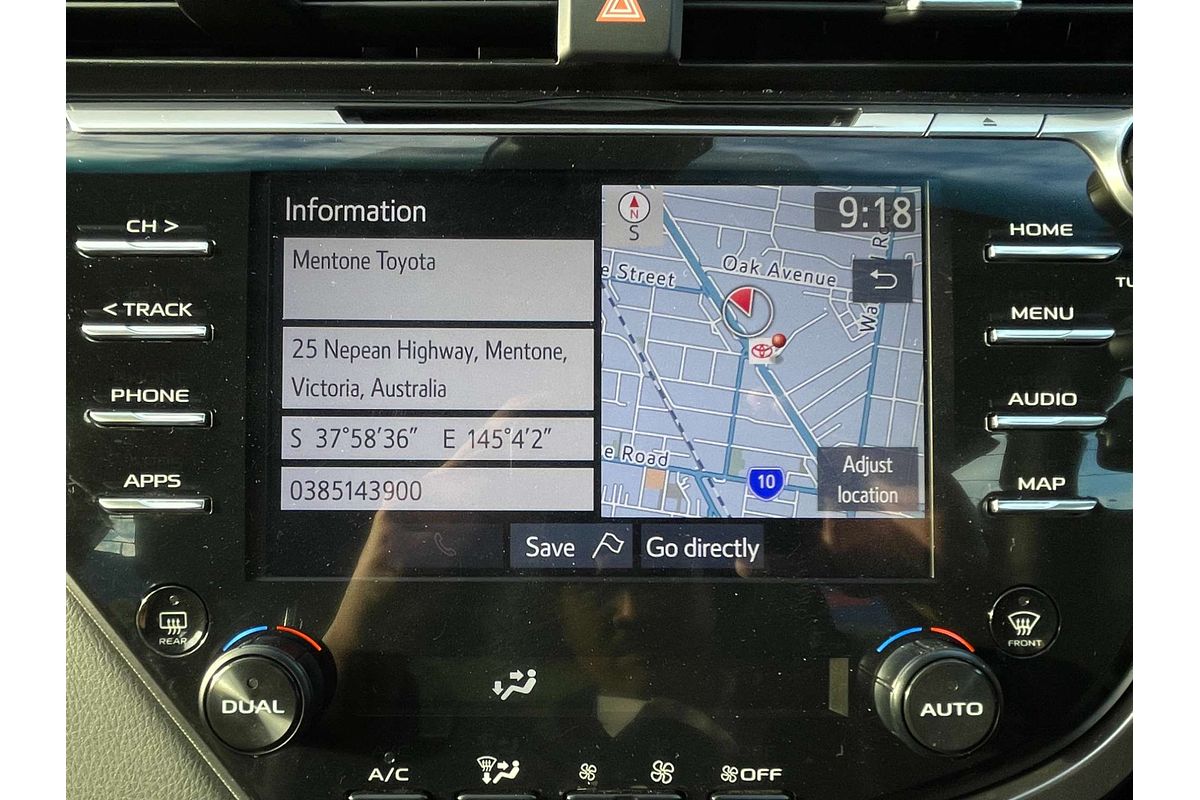 CH >
< TRACK
PHONE
APPS
Information
Mentone Toyota
25 Nepean Highway, Mentone,
Victoria, Australia
S 37°58'36" E 145°4'2"
0385143900
Save
Go directly
N
S
9:18
e Street
Oak Avenue
10
e Road
Adjust
location
HOME
MENU
AUDIO
MAP
REAR
DUAL
FRONT
AUTO
A/C
OFF